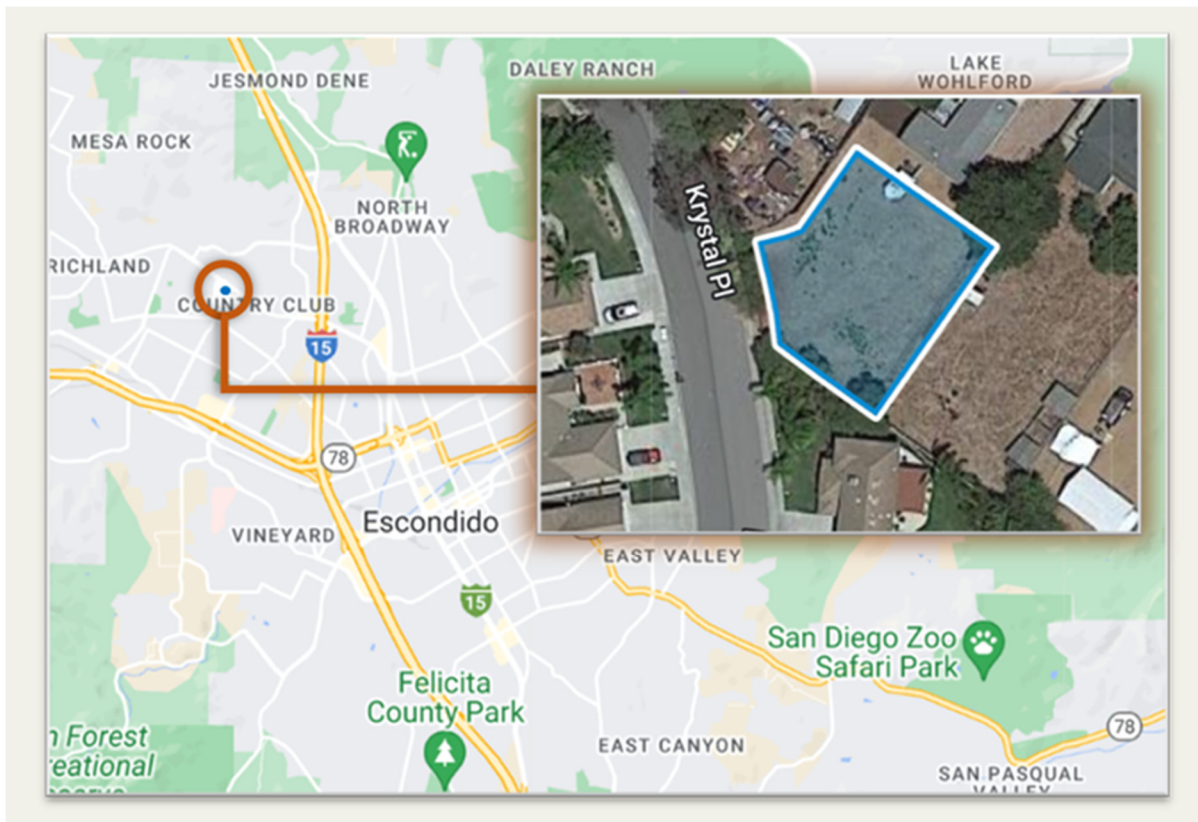 JESMOND DENE
DALEY RANCH
LAKE
WOHLFORD
MESA ROCK
NORTH
BROADWAY
RICHLAND
COUNTRY CLUB
Krystal Pl
15
78
Escondido
VINEYARD
EAST VALLEY
15
San Diego Zoo
Safari Park
Felicita
County Park
78
n Forest
reational
EAST CANYON
SAN PASQUAL
VALLEY